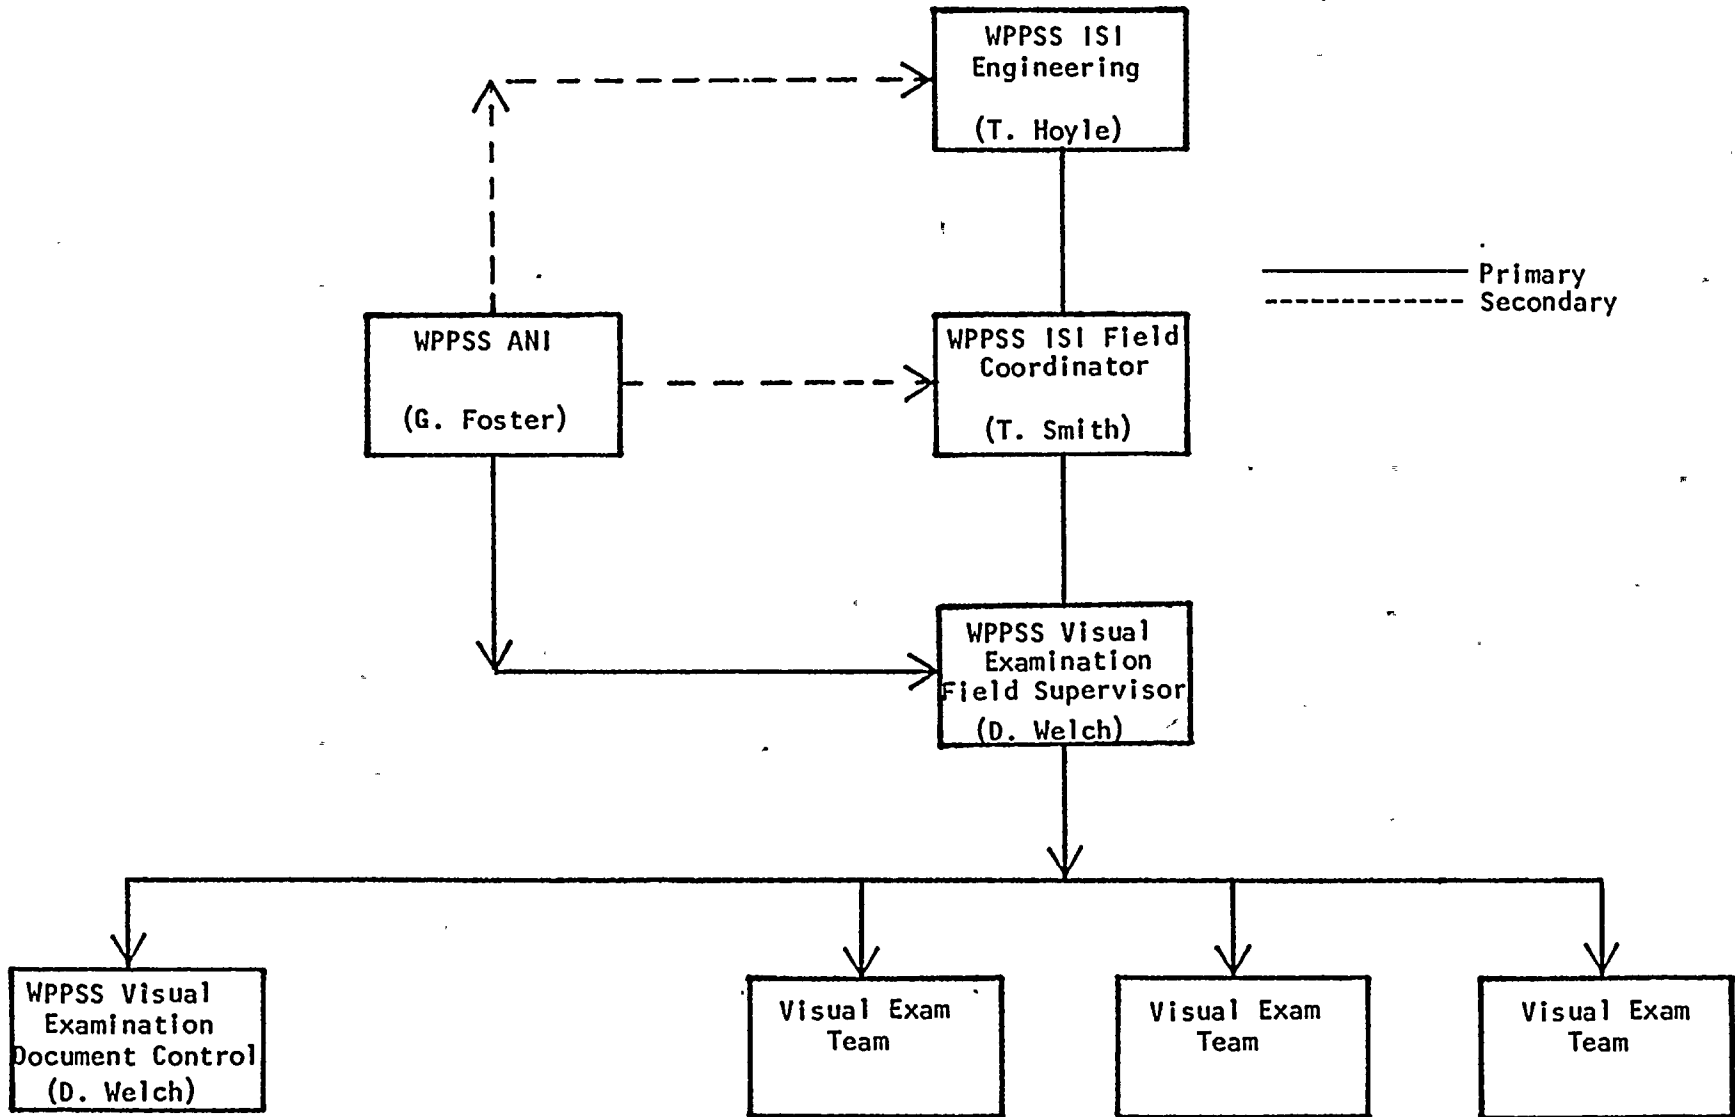 WPPSS ISI
Engineering
(T. Hoyle)
Primary
Secondary
WPPSS ANI
(G. Foster)
WPPSS ISI Field
Coordinator
(T. Smith)
WPPSS Visual
Examination
Field Supervisor
(D. Welch)
WPPSS Visual
Examination
Document Control
(D. Welch)
Visual Exam
Team
Visual Exam
Team
Visual Exam
Team